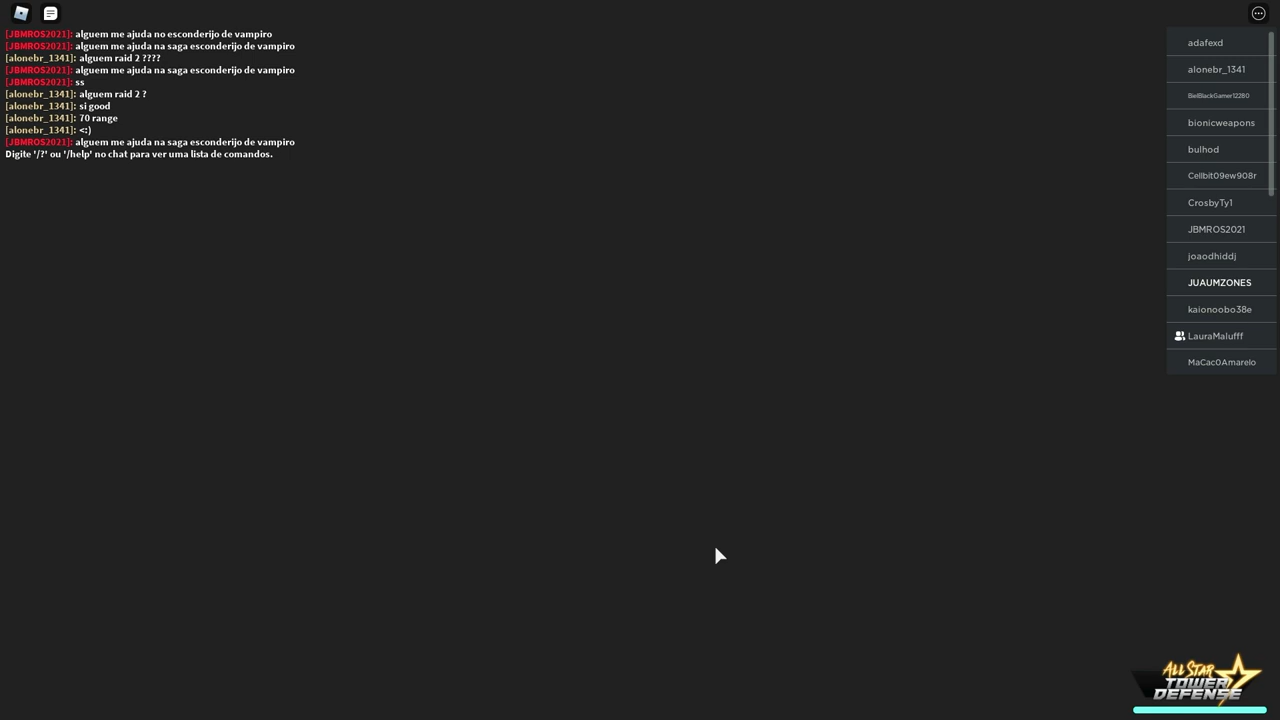 [JBMROS2021]: alguem me ajuda no esconderijo de vampiro
[JBMROS2021]: alguem me ajuda na saga esconderijo de vampiro
[alonebr_1341]: alguem raid 2 ????
[JBMROS2021]: alguem me ajuda na saga esconderijo de vampiro
[JBMROS2021]: ss
[alonebr_1341]: alguem raid 2 ?
[alonebr_1341]: si good
[alonebr_1341]: 70 range
[alonebr_1341]: <:)
[JBMROS2021]: alguem me ajuda na saga esconderijo de vampiro
Digite '/?' ou '/help' no chat para ver uma lista de comandos.
adafexd
alonebr_1341
BielBlackGamer12280
bionicweapons
bulhod
Cellbit09ew908r
CrosbyTy1
JBMROS2021
joaodhiddj
JUAUMZONES
kaionoobo38e
LauraMalufff
MaCac0Amarelo
ALL STAR
TOWER
DEFENSE